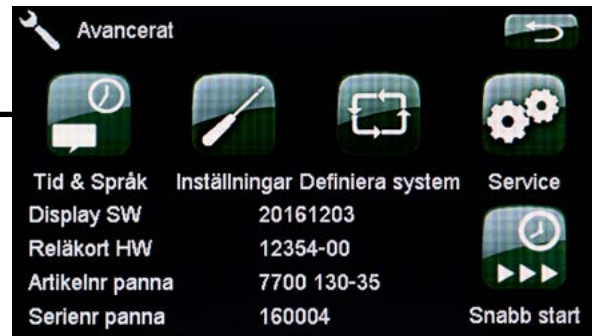 Avancerat
Tid & Språk Inställningar Definiera system Service
Display SW 20161203
Reläkort HW 12354-00
Artikelnr panna 7700 130-35
Serienr panna 160004 Snabb start